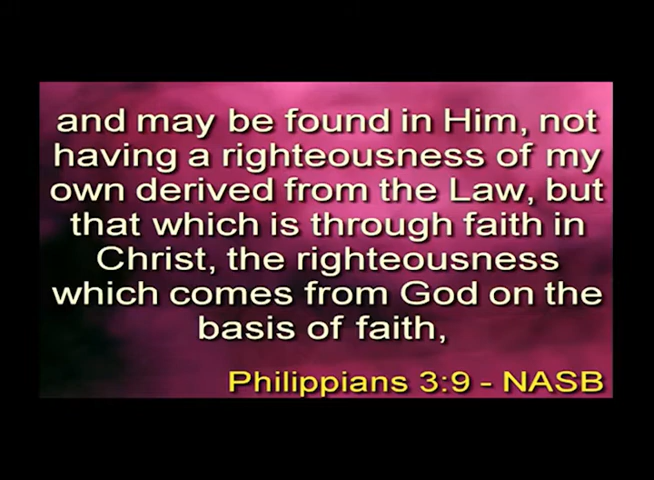 and may be found in Him, not
having a righteousness of my
own derived from the Law, but
that which is through faith in
Christ, the righteousness
which comes from God on the
basis of faith,
Philippians 3:9 - NASB